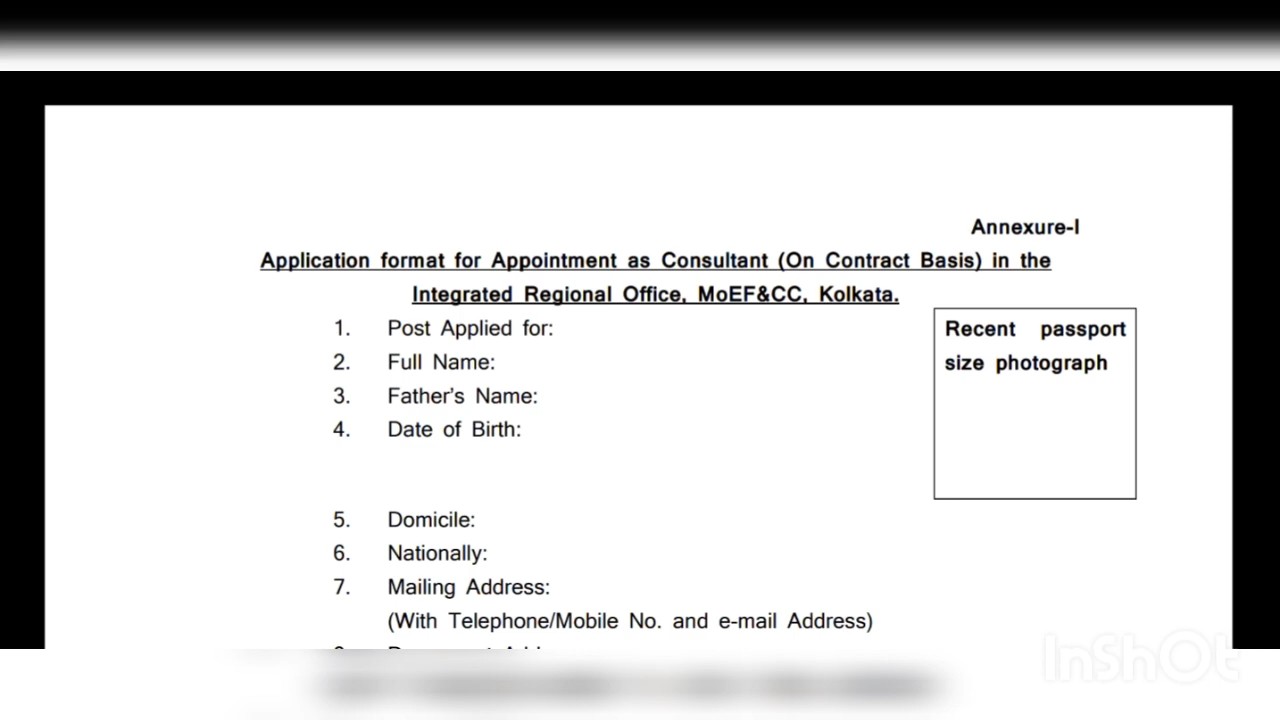 Annexure-I
Application format for Appointment as Consultant (On Contract Basis) in the
Integrated Regional Office, MoEF&CC, Kolkata.
1. Post Applied for:
Recent passport
size photograph
2. Full Name:
3. Father's Name:
4. Date of Birth:
5. Domicile:
6. Nationally:
7. Mailing Address:
(With Telephone/Mobile No. and e-mail Address)
InShOt